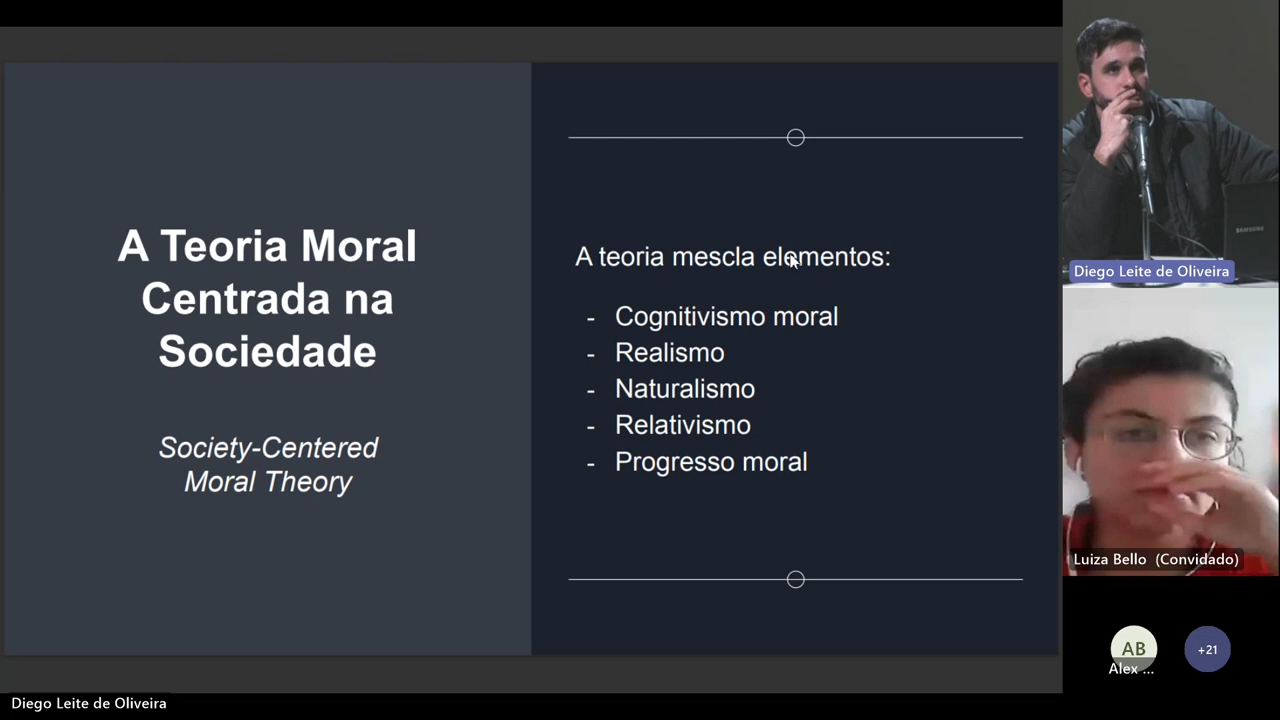 A Teoria Moral
Centrada na
Sociedade
Society-Centered
Moral Theory
A teoria mescla elementos:
- Cognitivismo moral
- Realismo
- Naturalismo
- Relativismo
- Progresso moral
SAMSUNG
Diego Leite de Oliveira
Luiza Bello (Convidado)
AB
Alex ...
+21
Diego Leite de Oliveira